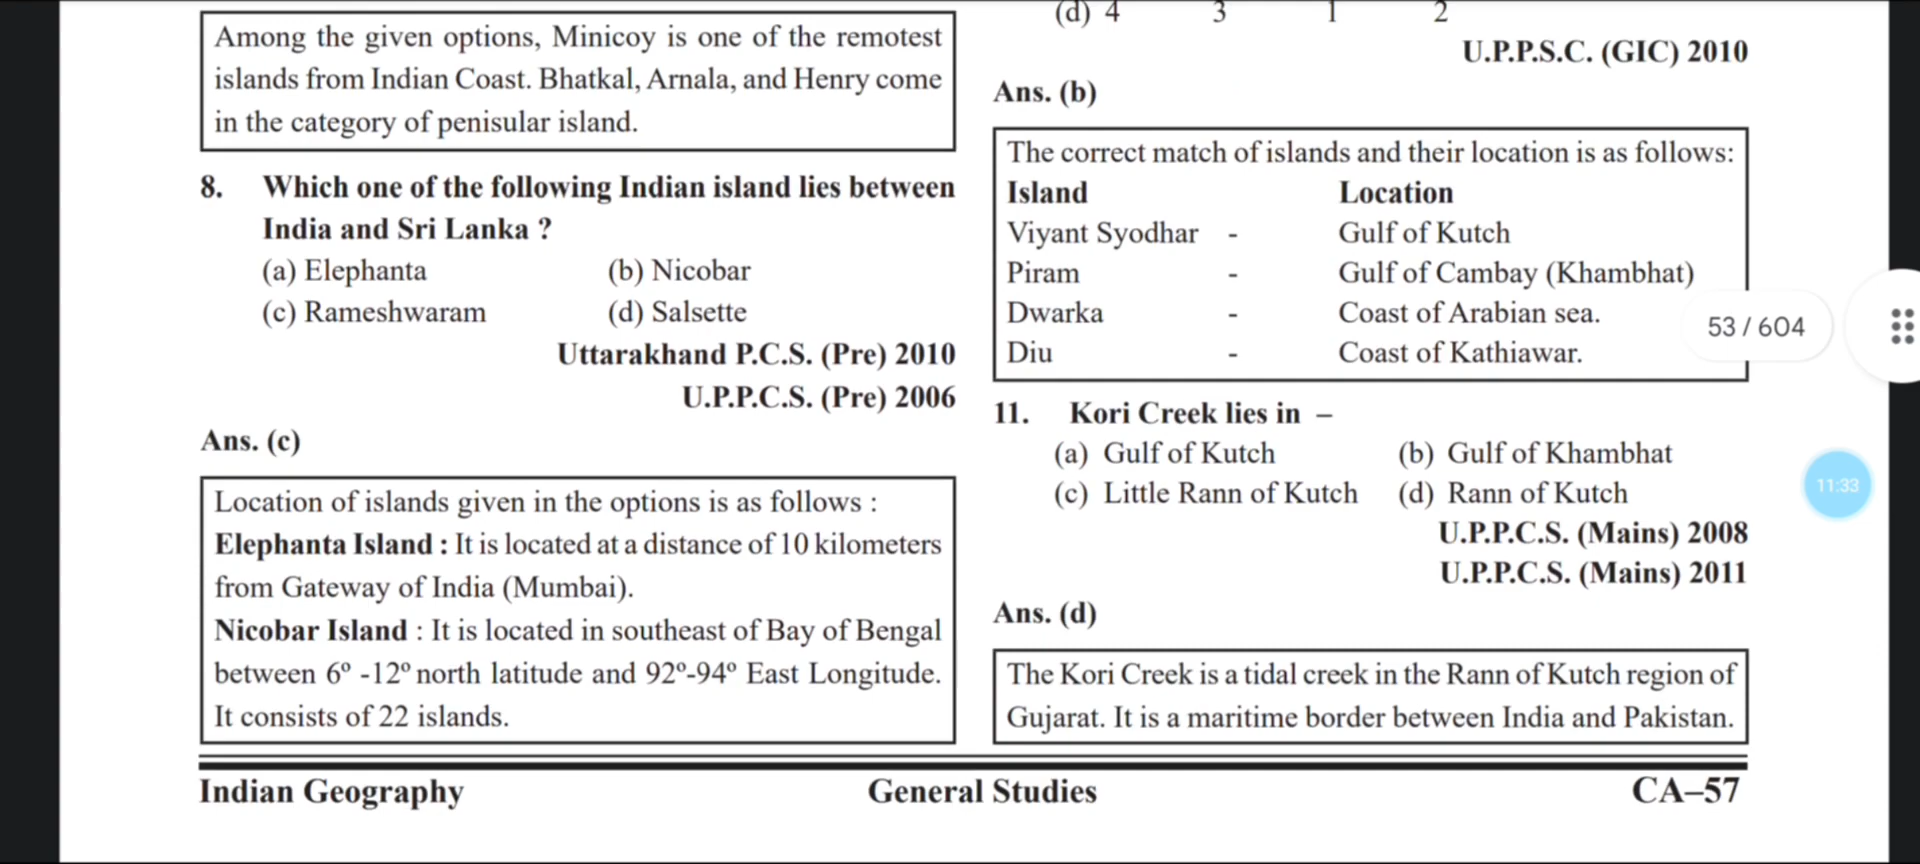 Among the given options, Minicoy is one of the remotest
islands from Indian Coast. Bhatkal, Arnala, and Henry come
in the category of penisular island.
8. Which one of the following Indian island lies between
India and Sri Lanka ?
(a) Elephanta (b) Nicobar
(c) Rameshwaram (d) Salsette
Uttarakhand P.C.S. (Pre) 2010
U.P.P.C.S. (Pre) 2006
Ans. (c)
Location of islands given in the options is as follows :
Elephanta Island : It is located at a distance of 10 kilometers
from Gateway of India (Mumbai).
Nicobar Island : It is located in southeast of Bay of Bengal
between 6º -12º north latitude and 92º-94º East Longitude.
It consists of 22 islands.
(d) 4 3 1 2
U.P.P.S.C. (GIC) 2010
Ans. (b)
The correct match of islands and their location is as follows:
Island Location
Viyant Syodhar - Gulf of Kutch
Piram - Gulf of Cambay (Khambhat)
Dwarka - Coast of Arabian sea.
Diu - Coast of Kathiawar.
53 / 604
11. Kori Creek lies in –
(a) Gulf of Kutch (b) Gulf of Khambhat
(c) Little Rann of Kutch (d) Rann of Kutch
11:33
U.P.P.C.S. (Mains) 2008
U.P.P.C.S. (Mains) 2011
Ans. (d)
The Kori Creek is a tidal creek in the Rann of Kutch region of
Gujarat. It is a maritime border between India and Pakistan.
Indian Geography General Studies CA–57